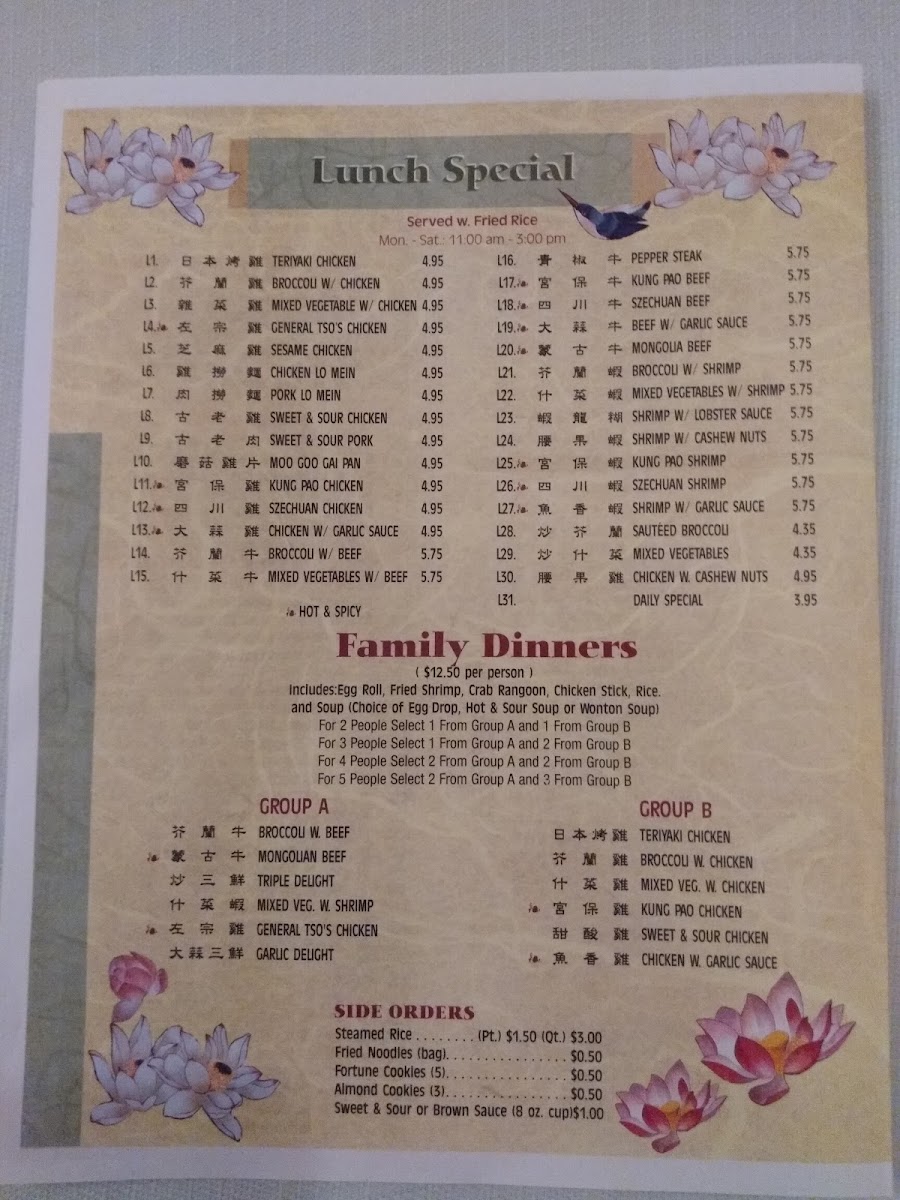 Lunch Special
Served w. Fried Rice
Mon. - Sat.: 11:00 am - 3:00 pm
L1. 日本烤雞 TERIYAKI CHICKEN 4.95
L2. 芥蘭雞 BROCCOLI W/ CHICKEN 4.95
L3. 雜菜雞 MIXED VEGETABLE W/ CHICKEN 4.95
L4. 左宗雞 GENERAL TSO'S CHICKEN 4.95
L5. 芝麻雞 SESAME CHICKEN 4.95
L6. 雞撈麵 CHICKEN LO MEIN 4.95
L7. 肉撈麵 PORK LO MEIN 4.95
L8. 古老雞 SWEET & SOUR CHICKEN 4.95
L9. 古老肉 SWEET & SOUR PORK 4.95
L10. 磨菇雞片 MOO GOO GAI PAN 4.95
L11. 宮保雞 KUNG PAO CHICKEN 4.95
L12. 四川雞 SZECHUAN CHICKEN 4.95
L13. 大蒜雞 CHICKEN W/ GARLIC SAUCE 4.95
L14. 芥蘭牛 BROCCOLI W/ BEEF 5.75
L15. 什菜牛 MIXED VEGETABLES W/ BEEF 5.75
HOT & SPICY
L16. 青椒牛 PEPPER STEAK 5.75
L17. 宮保牛 KUNG PAO BEEF 5.75
L18. 四川牛 SZECHUAN BEEF 5.75
L19. 大蒜牛 BEEF W/ GARLIC SAUCE 5.75
L20. 蒙古牛 MONGOLIA BEEF 5.75
L21. 芥蘭蝦 BROCCOLI W/ SHRIMP 5.75
L22. 什菜蝦 MIXED VEGETABLES W/ SHRIMP 5.75
L23. 蝦龍糊 SHRIMP W/ LOBSTER SAUCE 5.75
L24. 腰果蝦 SHRIMP W/ CASHEW NUTS 5.75
L25. 宮保蝦 KUNG PAO SHRIMP 5.75
L26. 四川蝦 SZECHUAN SHRIMP 5.75
L27. 魚香蝦 SHRIMP W/ GARLIC SAUCE 5.75
L28. 炒芥蘭 SAUTÉED BROCCOLI 4.35
L29. 炒什菜 MIXED VEGETABLES 4.35
L30. 腰果雞 CHICKEN W. CASHEW NUTS 4.95
L31. DAILY SPECIAL 3.95
Family Dinners
( $12.50 per person )
Includes:Egg Roll, Fried Shrimp, Crab Rangoon, Chicken Stick, Rice.
and Soup (Choice of Egg Drop, Hot & Sour Soup or Wonton Soup)
For 2 People Select 1 From Group A and 1 From Group B
For 3 People Select 1 From Group A and 2 From Group B
For 4 People Select 2 From Group A and 2 From Group B
For 5 People Select 2 From Group A and 3 From Group B
GROUP A
芥蘭牛 BROCCOLI W. BEEF
蒙古牛 MONGOLIAN BEEF
炒三鮮 TRIPLE DELIGHT
什菜蝦 MIXED VEG. W. SHRIMP
左宗雞 GENERAL TSO'S CHICKEN
大蒜三鮮 GARLIC DELIGHT
GROUP B
日本烤雞 TERIYAKI CHICKEN
芥蘭雞 BROCCOLI W. CHICKEN
什菜雞 MIXED VEG. W. CHICKEN
宮保雞 KUNG PAO CHICKEN
甜酸雞 SWEET & SOUR CHICKEN
魚香雞 CHICKEN W. GARLIC SAUCE
SIDE ORDERS
Steamed Rice ........ (Pt.) $1.50 (Qt.) $3.00
Fried Noodles (bag)................ $0.50
Fortune Cookies (5)................ $0.50
Almond Cookies (3)................ $0.50
Sweet & Sour or Brown Sauce (8 oz. cup)$1.00